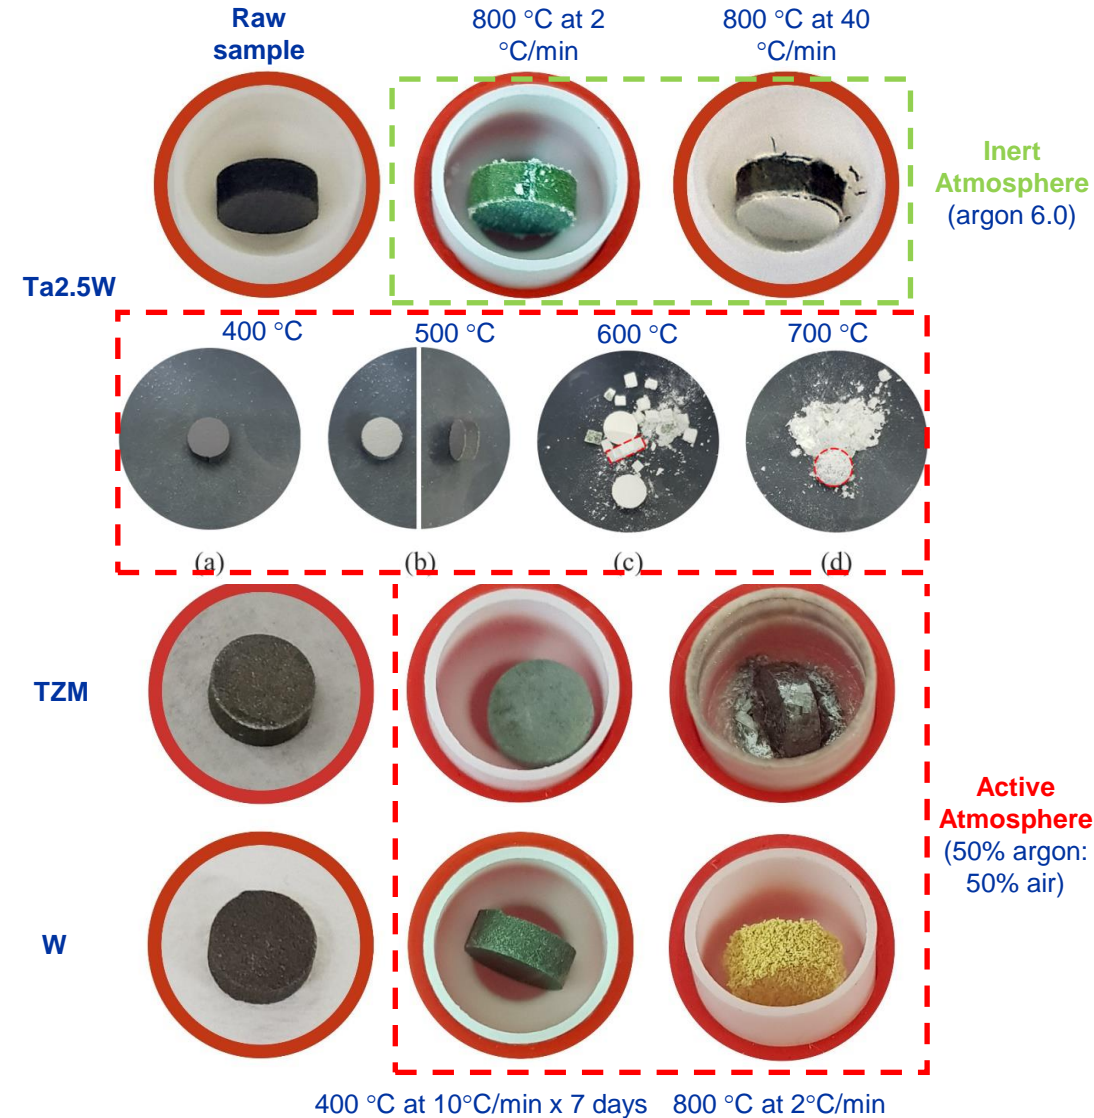 Raw
sample
800 °C at 2
°C/min
800 °C at 40
°C/min
Inert
Atmosphere
(argon 6.0)
Ta2.5W
400 °C
500 °C
600 °C
700 °C
(a)
(b)
(c)
(d)
TZM
Active
Atmosphere
(50% argon:
50% air)
W
400 °C at 10°C/min x 7 days
800 °C at 2°C/min